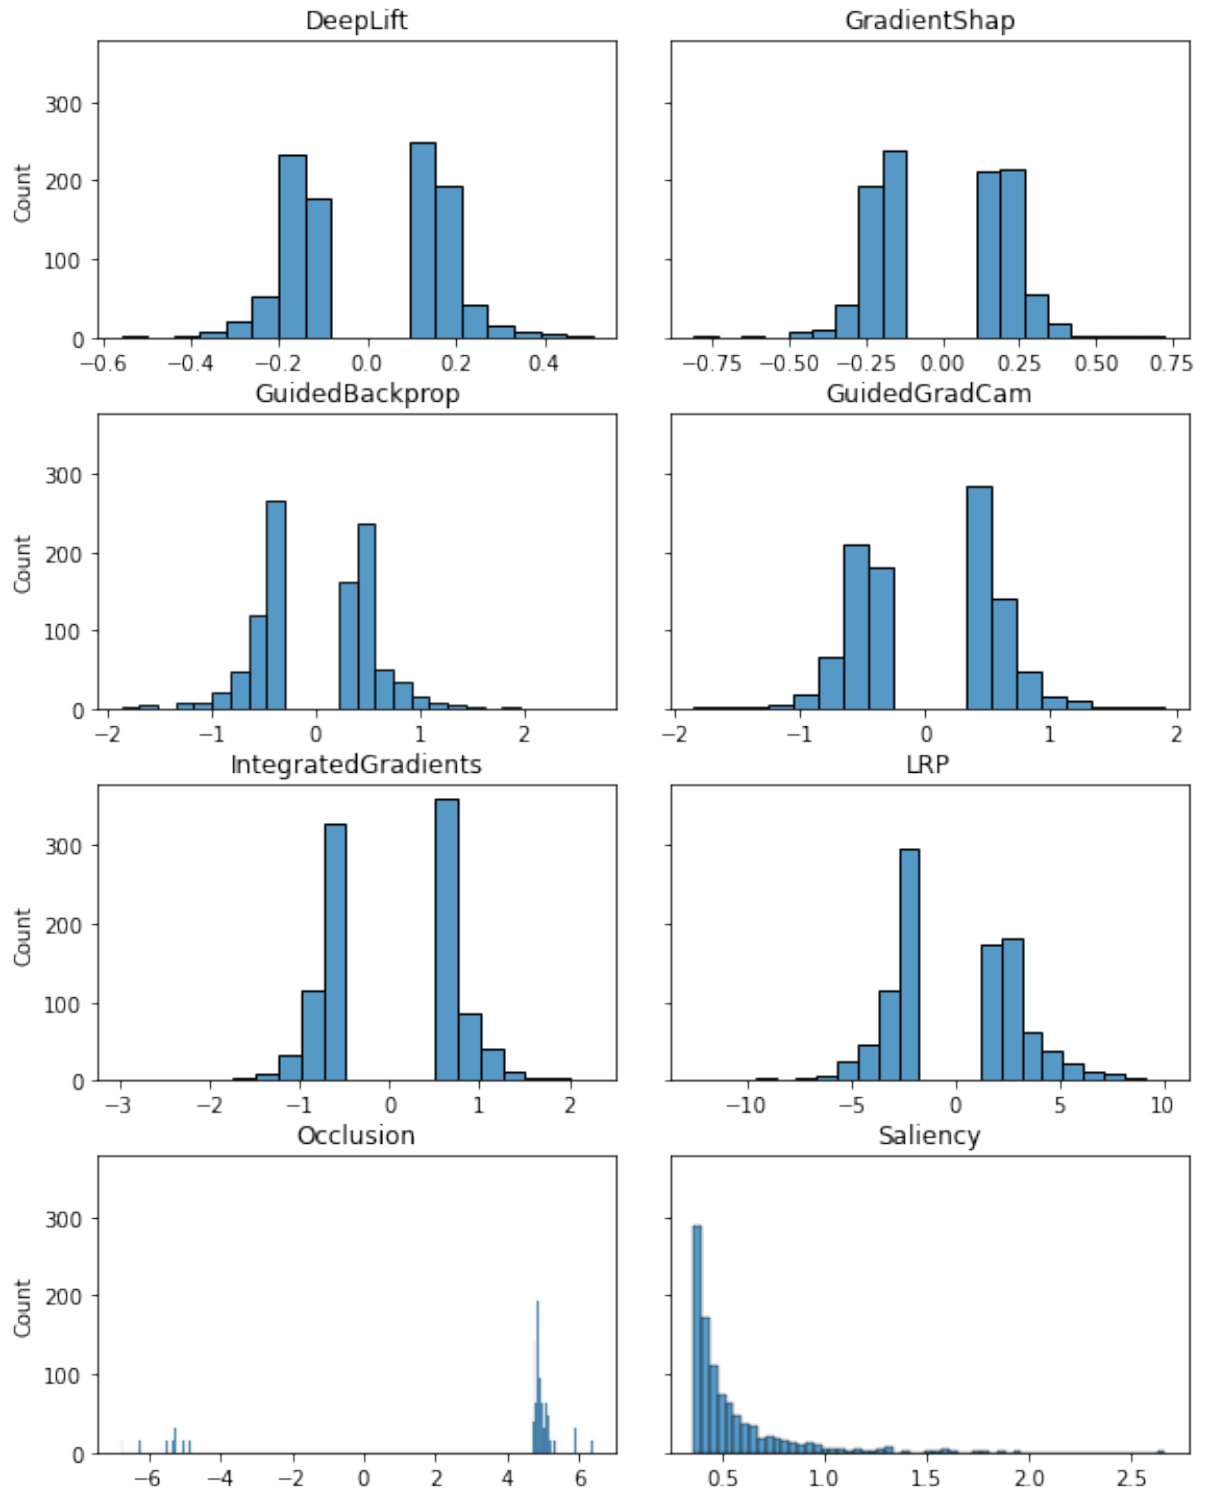 DeepLift GradientShap
300
200
100
0
Count
−0.6 −0.4 −0.2 0.0 0.2 0.4 −0.75 −0.50 −0.25 0.00 0.25 0.50 0.75
GuidedBackprop GuidedGradCam
300
200
100
0
Count
−2 −1 0 1 2 −2 −1 0 1 2
IntegratedGradients LRP
300
200
100
0
Count
−3 −2 −1 0 1 2 −10 −5 0 5 10
Occlusion Saliency
300
200
100
0
Count
−6 −4 −2 0 2 4 6 0.5 1.0 1.5 2.0 2.5